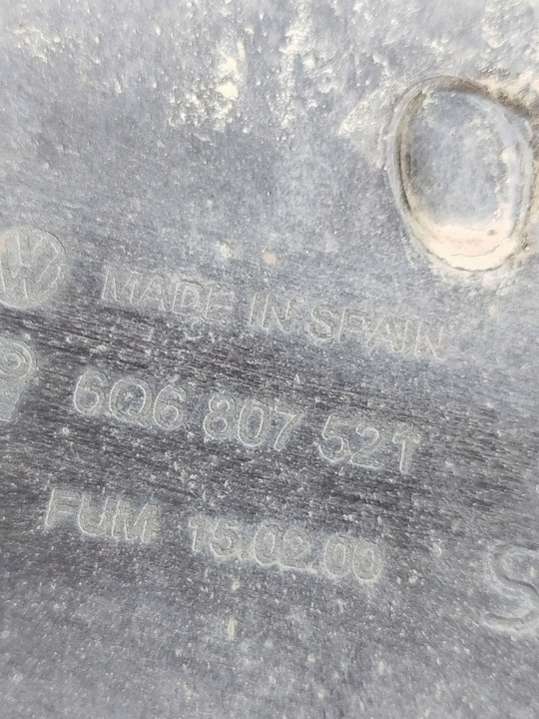 MADE IN SPAIN
6Q6 807 521
FUM 15.02.00
S